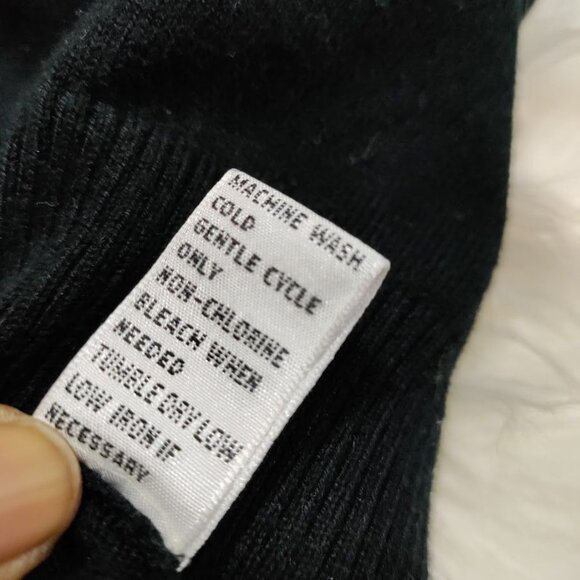 MACHINE WASH
COLD
GENTLE CYCLE
ONLY
NON-CHLORINE
BLEACH WHEN
NEEDED
TUMBLE DRY LOW
LOW IRON IF
NECESSARY